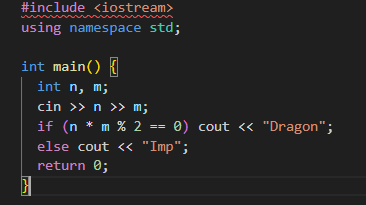 #include <iostream>
using namespace std;

int main() {
  int n, m;
  cin >> n >> m;
  if (n * m % 2 == 0) cout << "Dragon";
  else cout << "Imp";
  return 0;
}